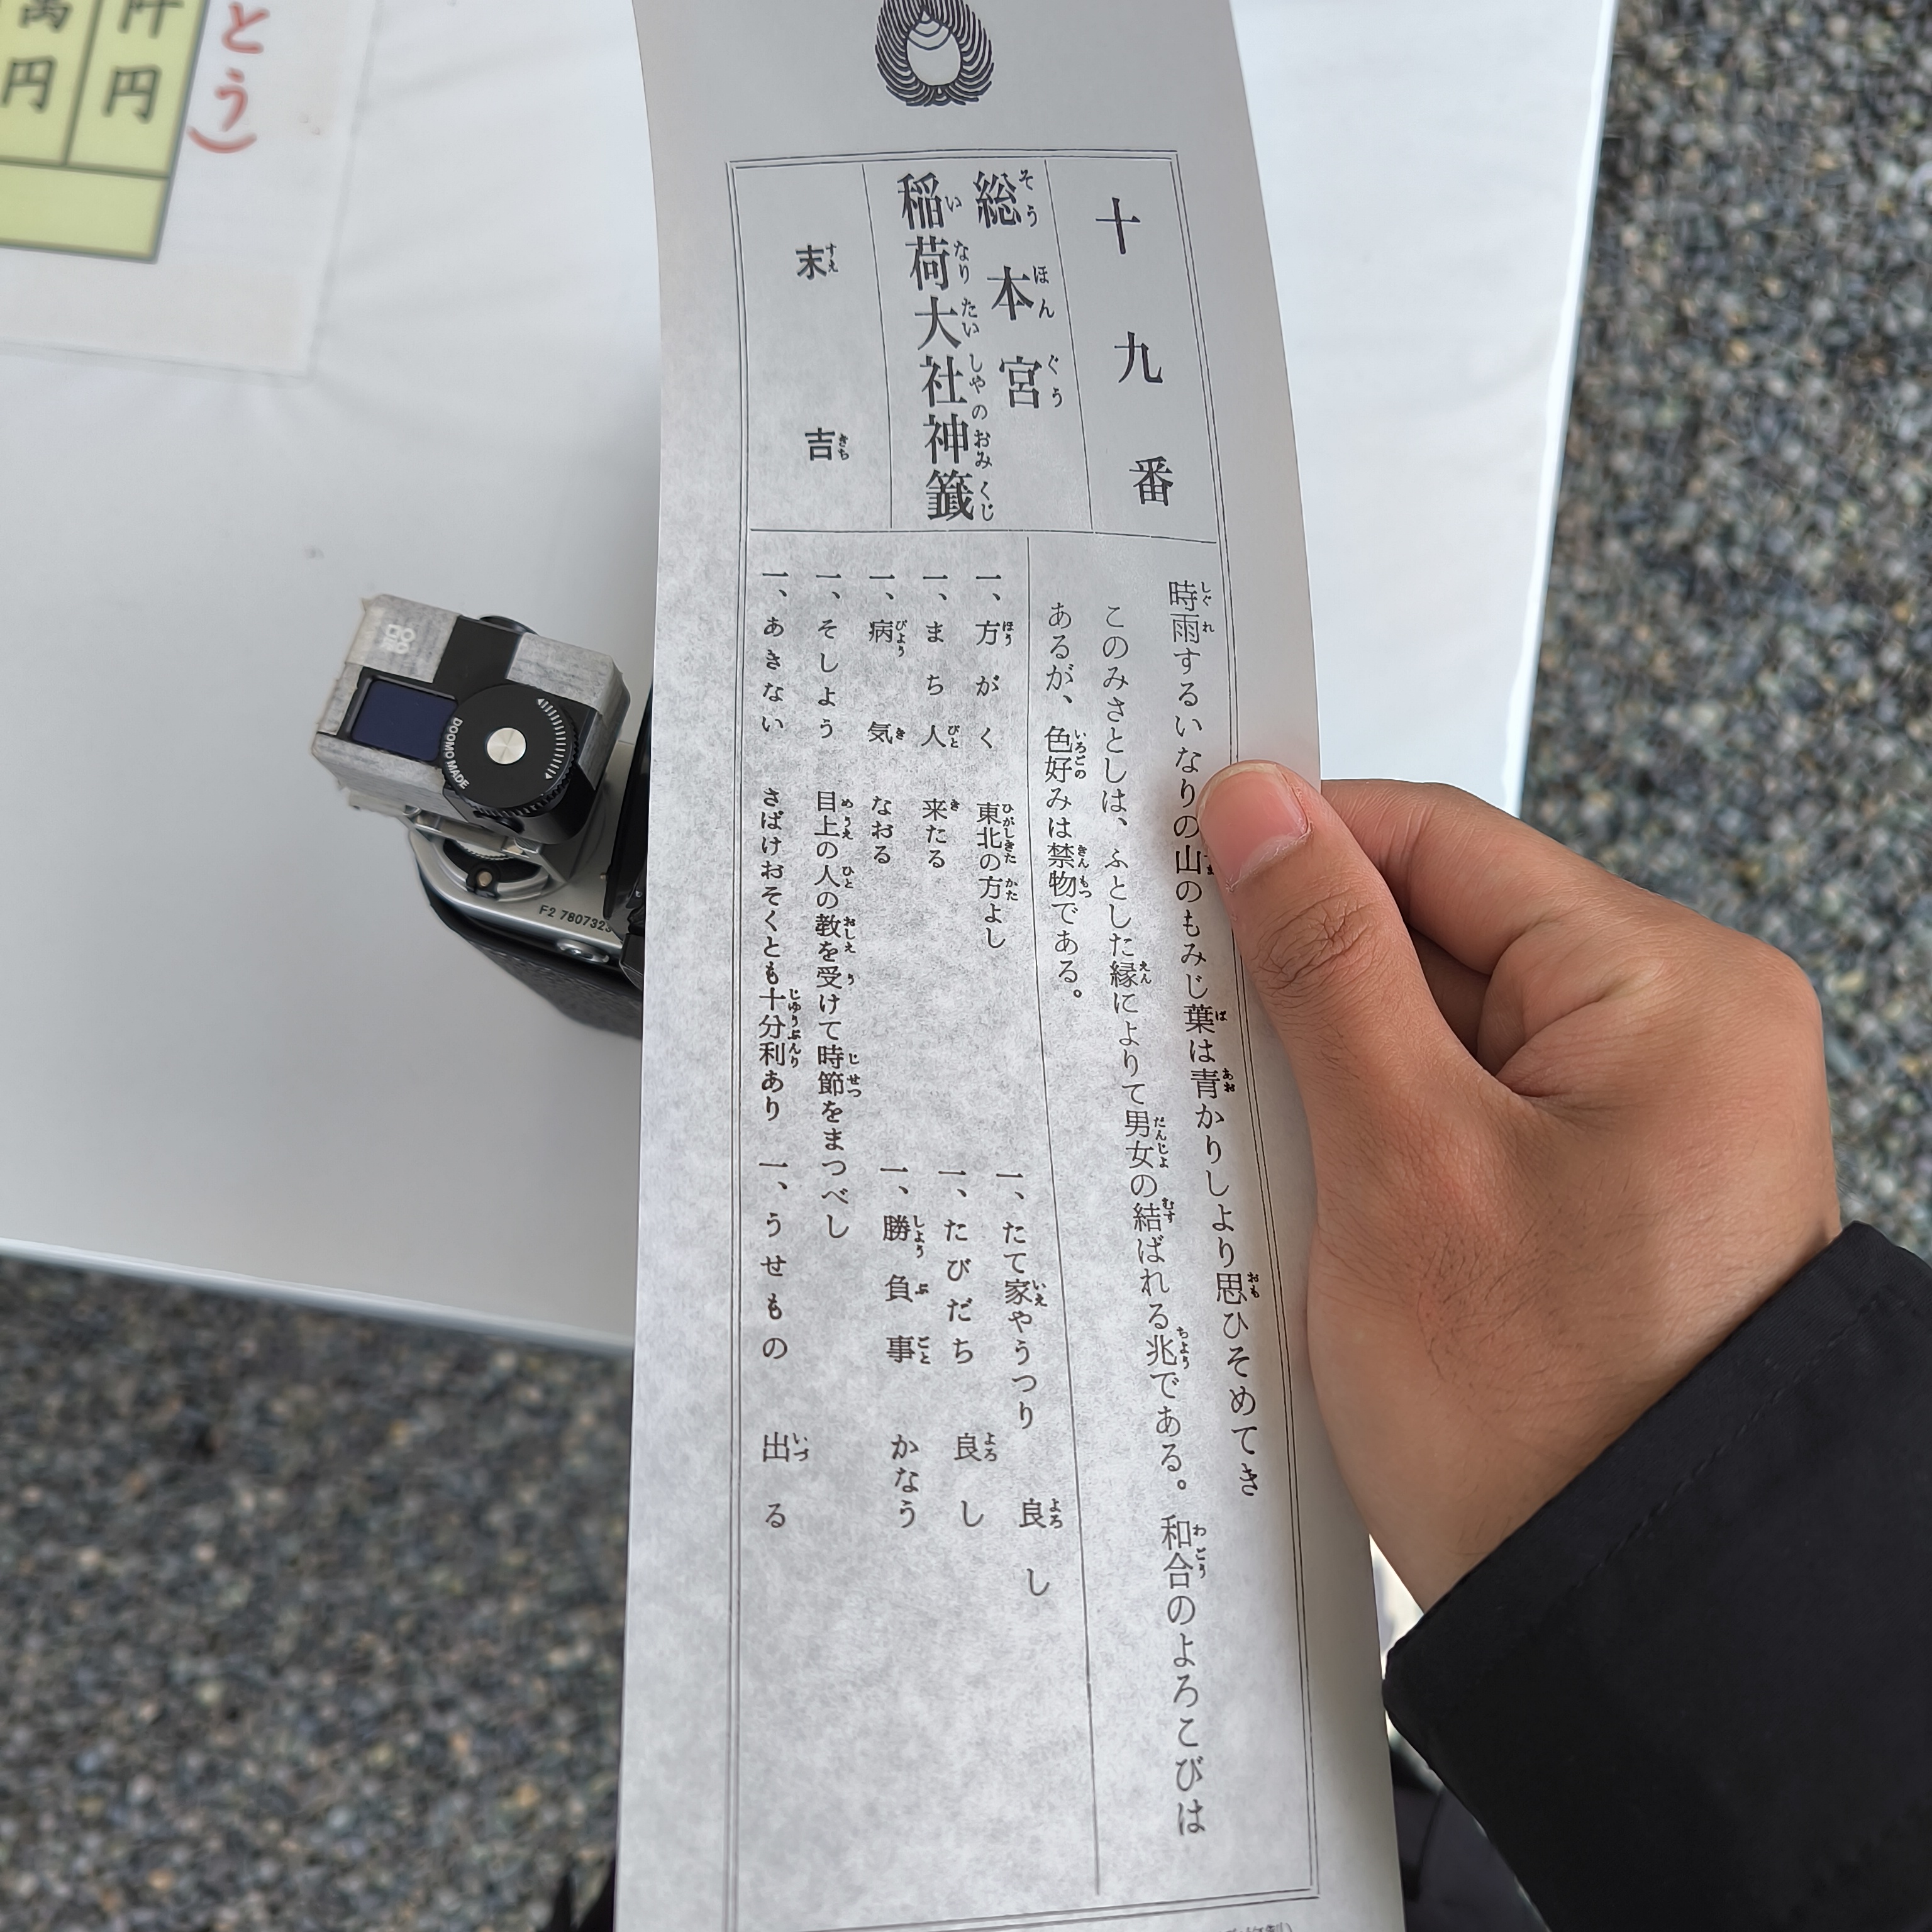 十九番
総本宮
稲荷大社神籤
末吉
時雨するいなりの山のもみじ葉は青かりしより思ひそめてき
このみさとしは、ふとした縁によりて男女の結ばれる兆である。和合のよろこびは
あるが、色好みは禁物である。
一、方がく 東北の方よし
一、まち人 来たる
一、病気 なおる
一、そしよう 目上の人の教を受けて時節をまつべし
一、あきない さばけおそくとも十分利あり
一、たて家やうつり 良し
一、たびだち 良し
一、勝負事 かなう
一、うせもの 出る
円
円
とう）
DOOMO MADE
F2 7807323